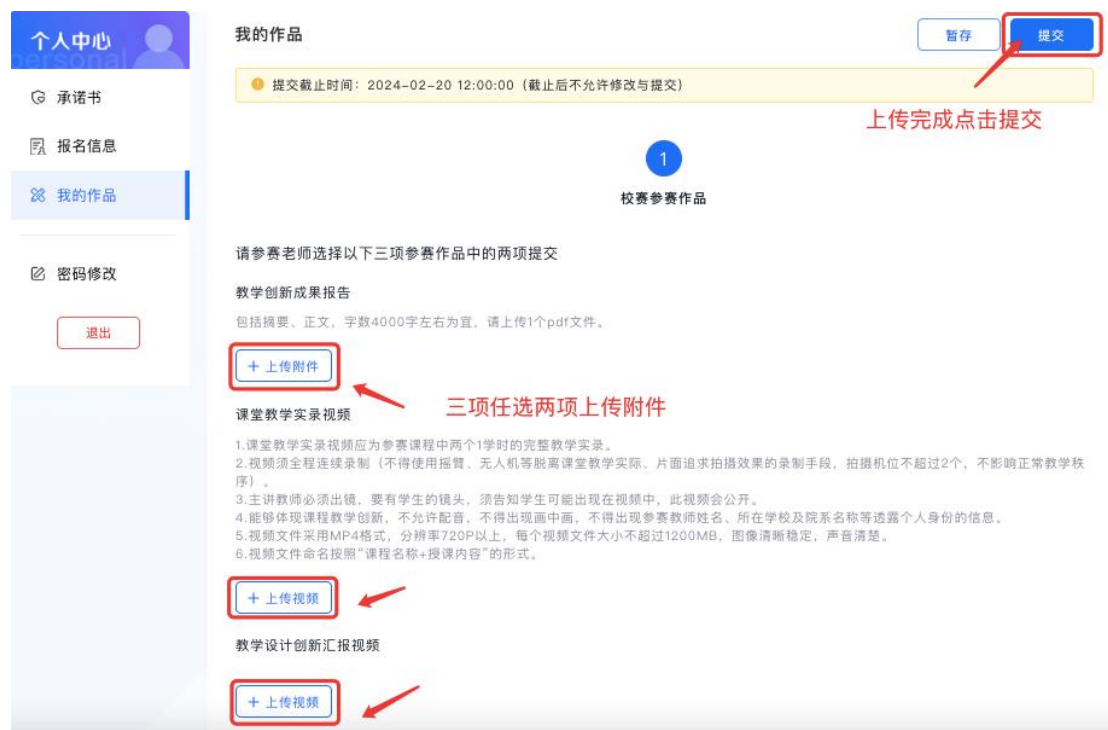 个人中心
personal
承诺书
报名信息
我的作品
密码修改
退出
我的作品
暂存
提交
提交截止时间：2024-02-20 12:00:00（截止后不允许修改与提交）
上传完成点击提交
1
校赛参赛作品
请参赛老师选择以下三项参赛作品中的两项提交
教学创新成果报告
包括摘要、正文，字数4000字左右为宜，请上传1个pdf文件。
+ 上传附件
三项任选两项上传附件
课堂教学实录视频
1.课堂教学实录视频应为参赛课程中两个1学时的完整教学实录。
2.视频须全程连续录制（不得使用摇臂、无人机等脱离课堂教学实际、片面追求拍摄效果的录制手段，拍摄机位不超过2个，不影响正常教学秩
序）。
3.主讲教师必须出镜，要有学生的镜头，须告知学生可能出现在视频中，此视频会公开。
4.能够体现课程教学创新，不允许配音，不得出现画中画，不得出现参赛教师姓名、所在学校及院系名称等透露个人身份的信息。
5.视频文件采用MP4格式，分辨率720P以上，每个视频文件大小不超过1200MB，图像清晰稳定，声音清楚。
6.视频文件命名按照“课程名称+授课内容”的形式。
+ 上传视频
教学设计创新汇报视频
+ 上传视频